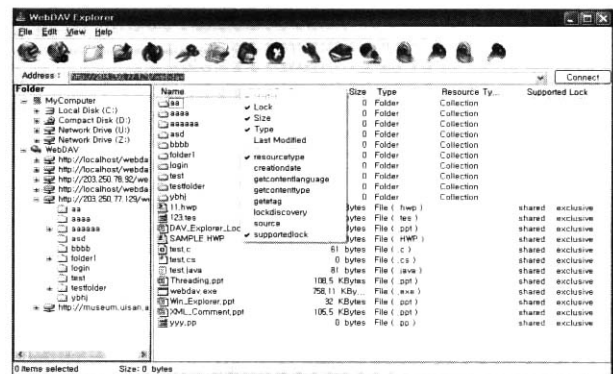 WebDAV Explorer
File Edit View Help
Address :
Connect
Folder
MyComputer
Local Disk (C:)
Compact Disk (D:)
Network Drive (U:)
Network Drive (Z:)
WebDAV
http://localhost/webda
http://localhost/webda
http://203.250.78.92/we
http://203.250.77.129/we
aa
aaaa
aaaaaa
asd
bbbb
folder1
login
test
testfolder
ybhj
http://museum.uisan.a
Name Size Type Resource Ty... Supported Lock
aa 0 Folder Collection
aaaa 0 Folder Collection
aaaaaa 0 Folder Collection
asd 0 Folder Collection
bbbb 0 Folder Collection
folder1 0 Folder Collection
login 0 Folder Collection
test 0 Folder Collection
testfolder 0 Folder Collection
ybhj 0 Folder Collection
11.hwp Bytes File ( hwp ) shared exclusive
123.tes bytes File ( tes ) shared exclusive
DAV_Explorer_Loc Bytes File ( ppt ) shared exclusive
SAMPLE.HWP Bytes File ( HWP ) shared exclusive
test.c 61 bytes File ( c ) shared exclusive
test.cs 0 bytes File ( cs ) shared exclusive
test.java 81 bytes File ( java ) shared exclusive
Threading.ppt 108,5 KBytes File ( ppt ) shared exclusive
webdav.exe 758,11 KBy... File ( exe ) shared exclusive
Win_Explorer.ppt 32 KBytes File ( ppt ) shared exclusive
XML_Comment.ppt 105,5 KBytes File ( ppt ) shared exclusive
yyy.pp 0 bytes File ( pp ) shared exclusive
Lock
Size
Type
Last Modified
resourcetype
creationdate
getcontentlanguage
getcontenttype
getetag
lockdiscovery
source
supportedlock
0 items selected Size: 0 bytes